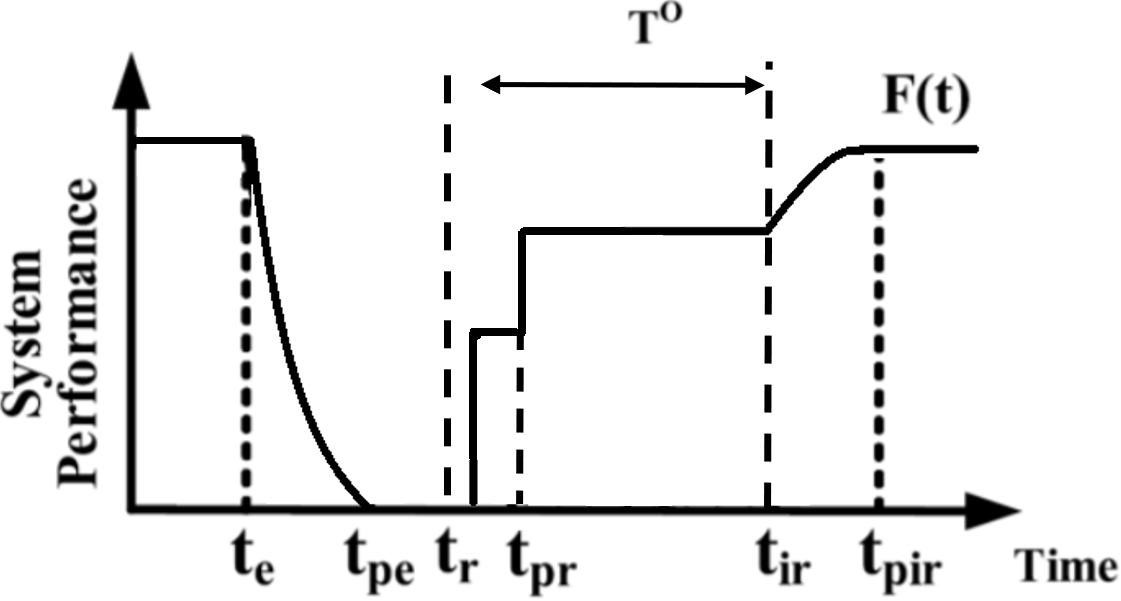 T^O
F(t)
System
Performance
t_e
t_pe
t_r
t_pr
t_ir
t_pir
Time